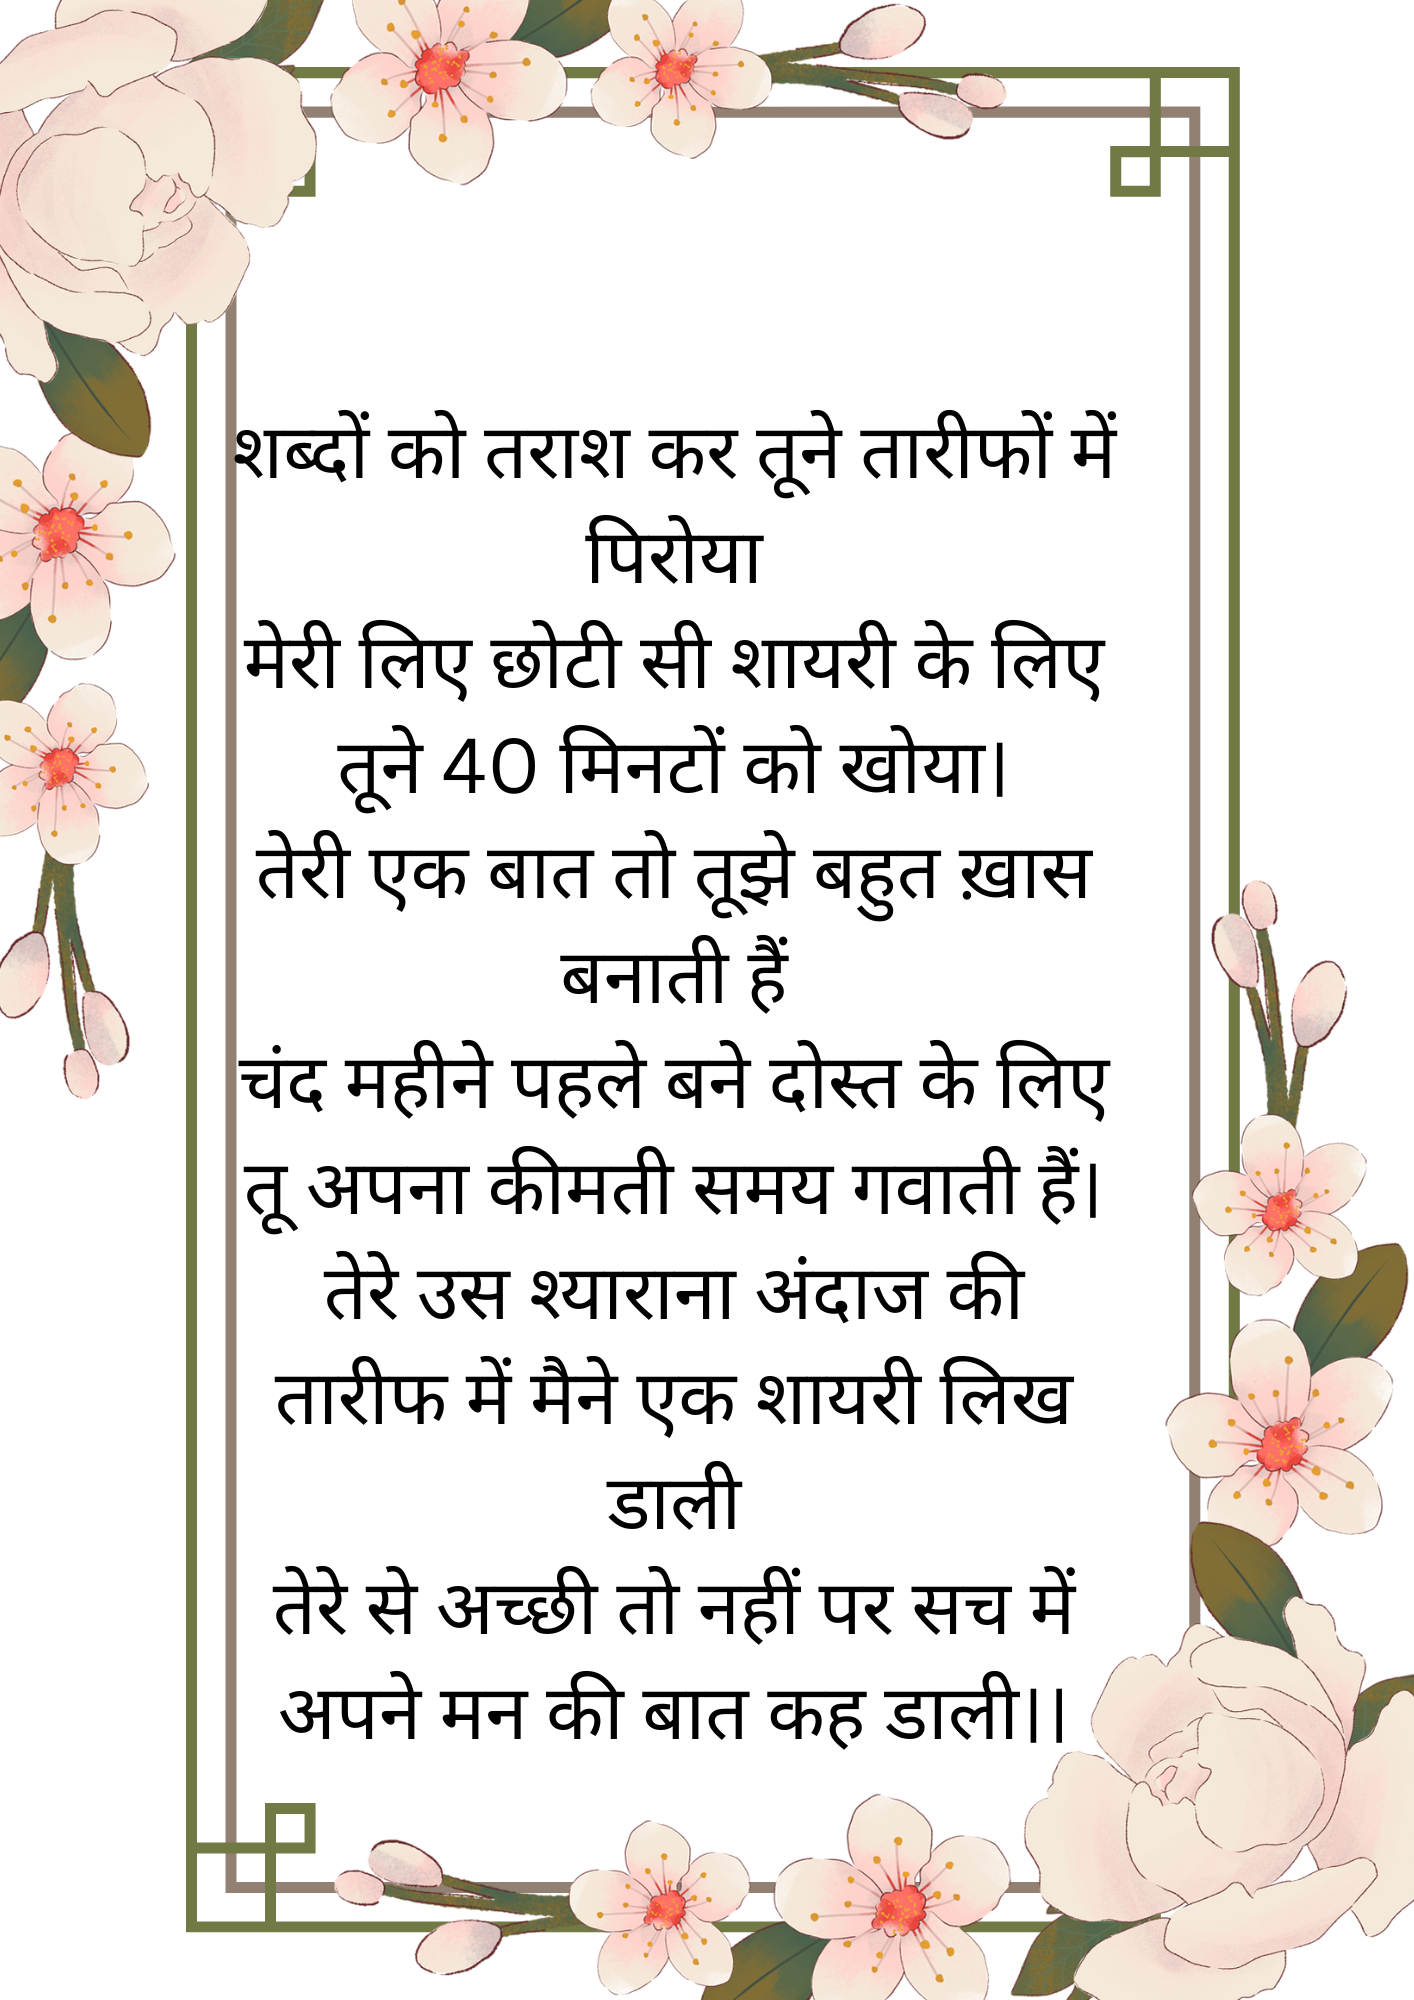 शब्दों को तराश कर तूने तारीफों में
पिरोया
मेरी लिए छोटी सी शायरी के लिए
तूने 40 मिनटों को खोया।
तेरी एक बात तो तूझे बहुत ख़ास
बनाती हैं
चंद महीने पहले बने दोस्त के लिए
तू अपना कीमती समय गवाती हैं।
तेरे उस श्याराना अंदाज की
तारीफ में मैने एक शायरी लिख
डाली
तेरे से अच्छी तो नहीं पर सच में
अपने मन की बात कह डाली।।